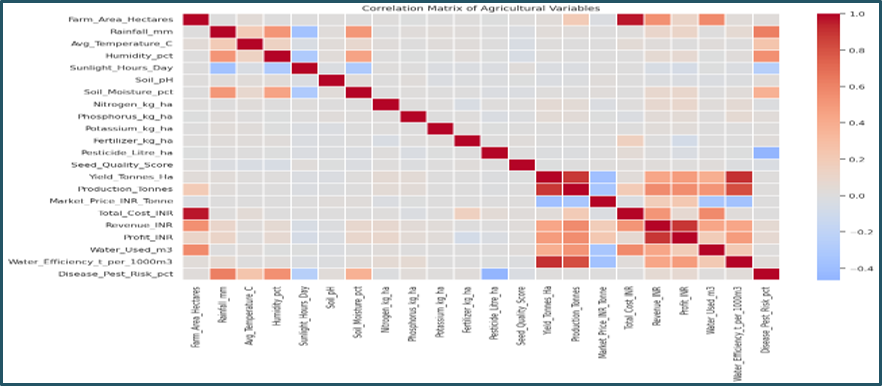 Correlation Matrix of Agricultural Variables
Farm_Area_Hectares
Rainfall_mm
Avg_Temperature_C
Humidity_pct
Sunlight_Hours_Day
Soil_pH
Soil_Moisture_pct
Nitrogen_kg_ha
Phosphorus_kg_ha
Potassium_kg_ha
Fertilizer_kg_ha
Pesticide_Litre_ha
Seed_Quality_Score
Yield_Tonnes_Ha
Production_Tonnes
Market_Price_INR_Tonne
Total_Cost_INR
Revenue_INR
Profit_INR
Water_Used_m3
Water_Efficiency_t_per_1000m3
Disease_Pest_Risk_pct
Farm_Area_Hectares
Rainfall_mm
Avg_Temperature_C
Humidity_pct
Sunlight_Hours_Day
Soil_pH
Soil_Moisture_pct
Nitrogen_kg_ha
Phosphorus_kg_ha
Potassium_kg_ha
Fertilizer_kg_ha
Pesticide_Litre_ha
Seed_Quality_Score
Yield_Tonnes_Ha
Production_Tonnes
Market_Price_INR_Tonne
Total_Cost_INR
Revenue_INR
Profit_INR
Water_Used_m3
Water_Efficiency_t_per_1000m3
Disease_Pest_Risk_pct
1.0
0.8
0.6
0.4
0.2
0.0
-0.2
-0.4